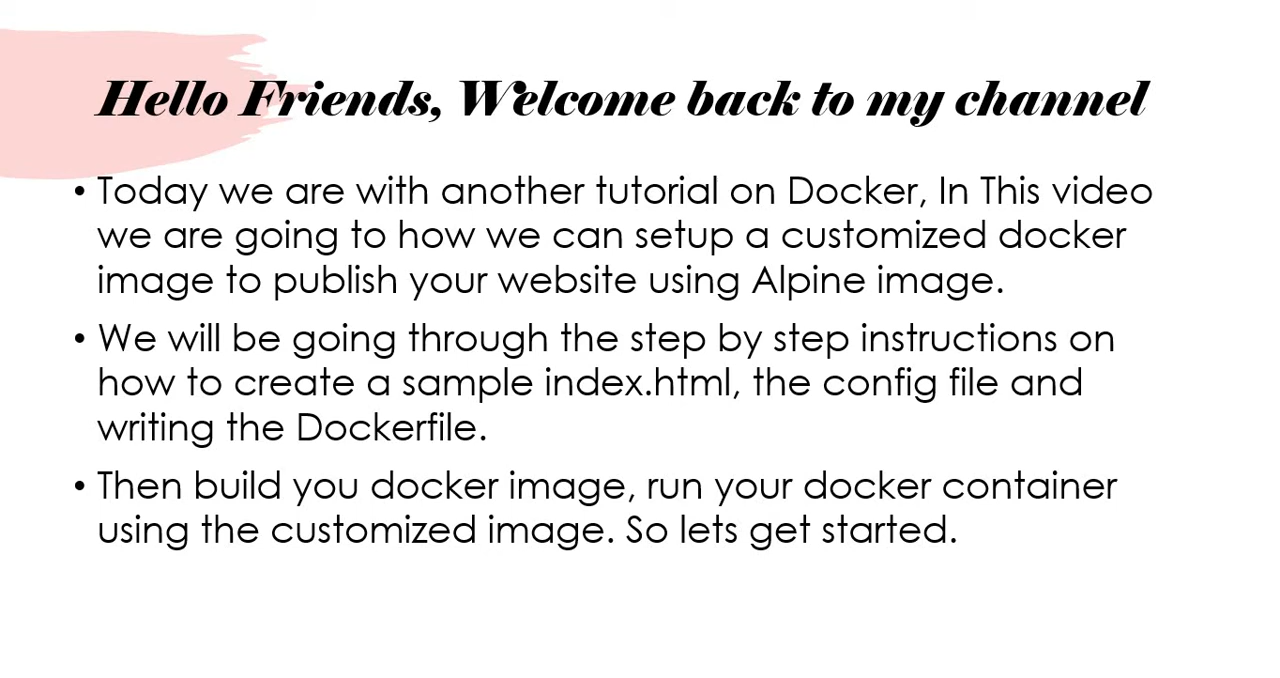 Hello Friends, Welcome back to my channel
• Today we are with another tutorial on Docker, In This video
we are going to how we can setup a customized docker
image to publish your website using Alpine image.
• We will be going through the step by step instructions on
how to create a sample index.html, the config file and
writing the Dockerfile.
• Then build you docker image, run your docker container
using the customized image. So lets get started.